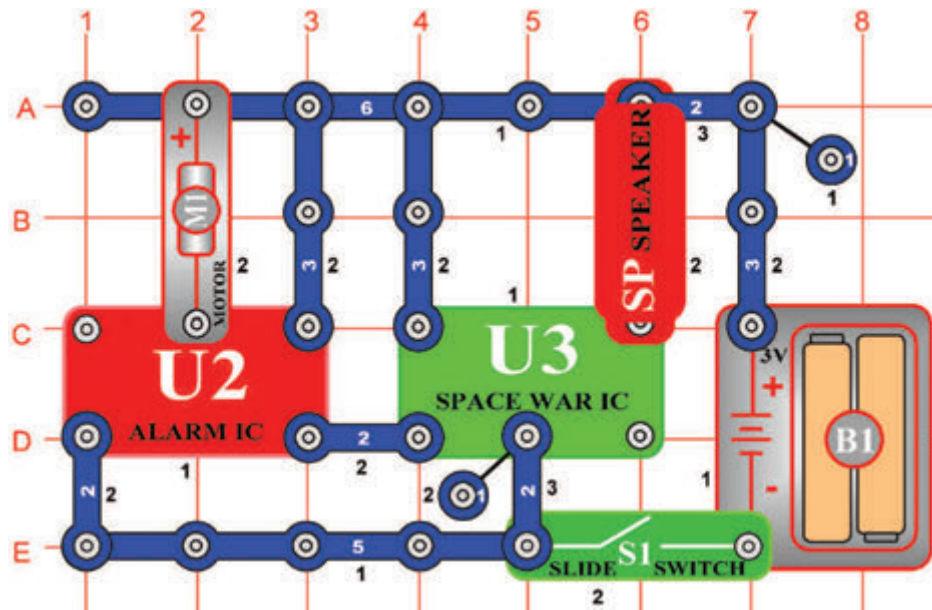 1 2 3 4 5 6 7 8
A 6 1 2 3
+
1
1
M1
SPEAKER
SP
B
MOTOR 2 3 2 3 2 2 3 2
1
C
U2 U3 3V
+
SPACE WAR IC
D ALARM IC 2 B1
1 2 2 1 2 3 1 -
2 2
E 5 S1
1 SLIDE SWITCH
2